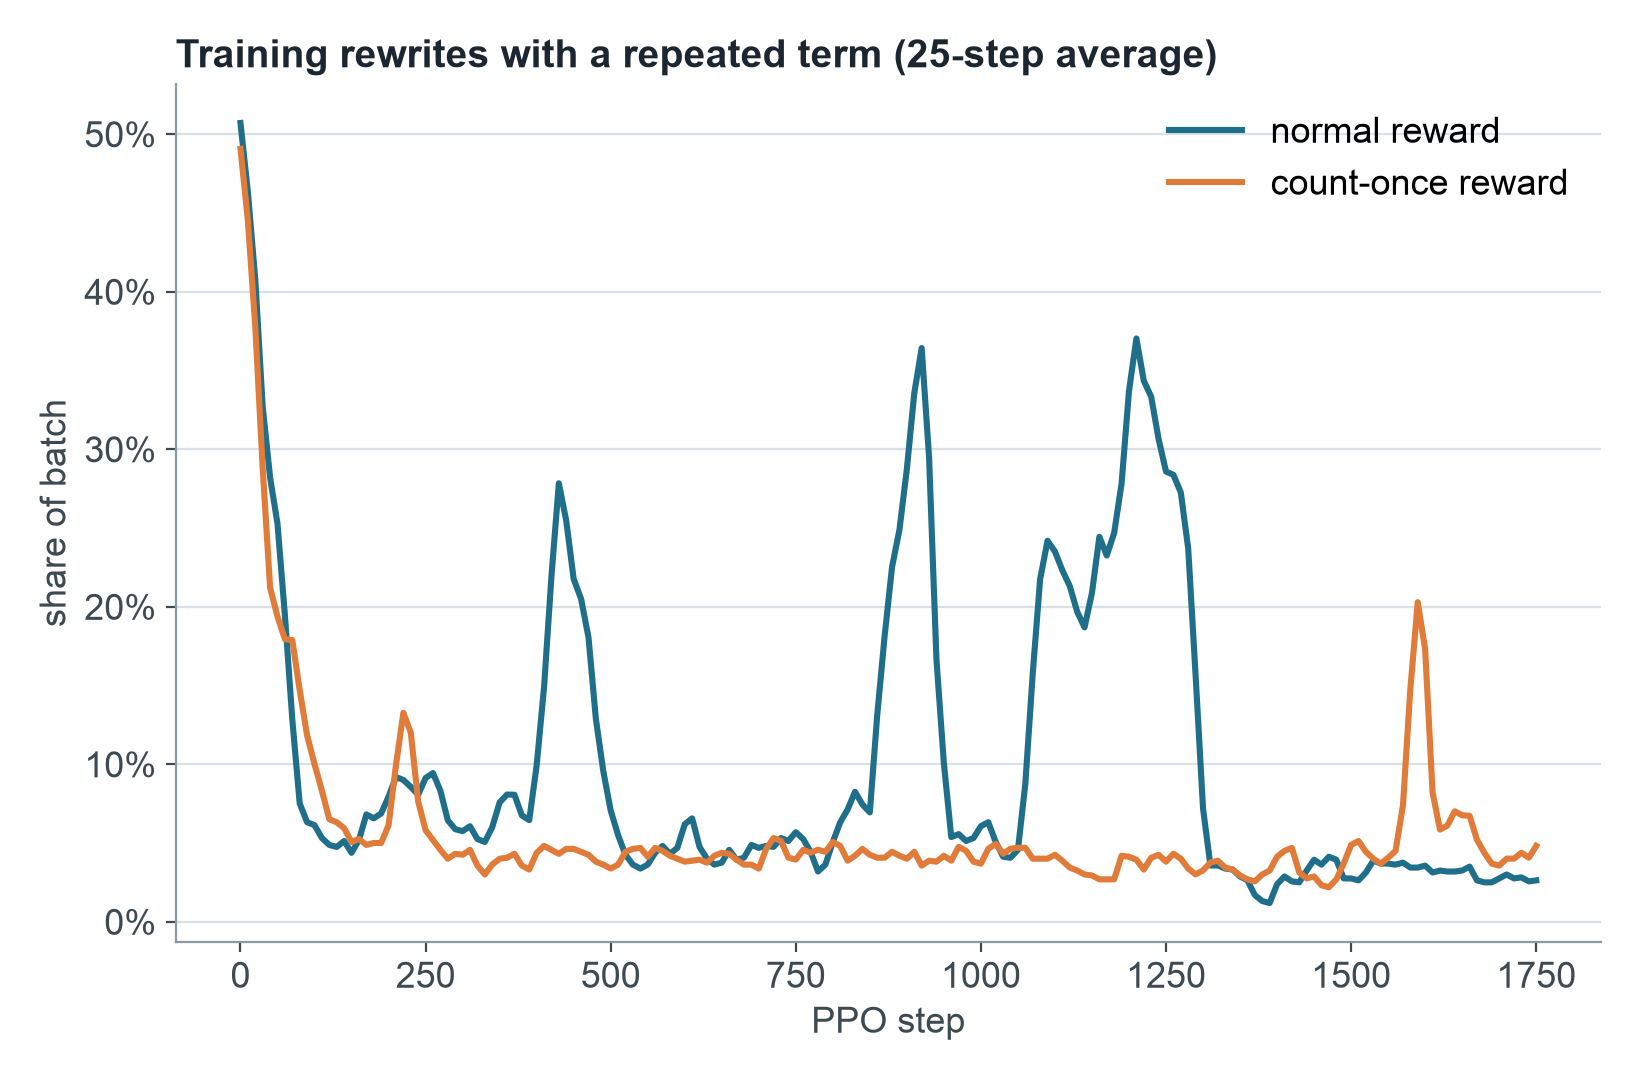 Training rewrites with a repeated term (25-step average)
normal reward
count-once reward
50%
40%
30%
20%
10%
0%
share of batch
0
250
500
750
1000
1250
1500
1750
PPO step